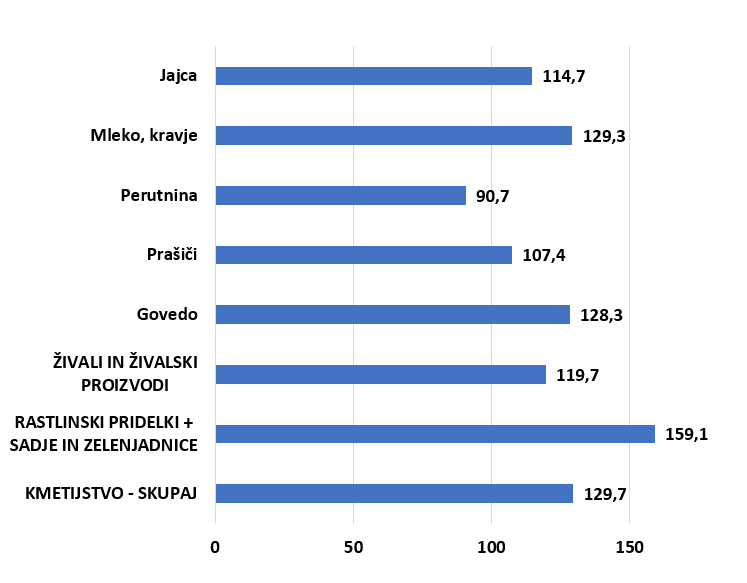 Jajca 114,7
Mleko, kravje 129,3
Perutnina 90,7
Prašiči 107,4
Govedo 128,3
ŽIVALI IN ŽIVALSKI
PROIZVODI 119,7
RASTLINSKI PRIDELKI +
SADJE IN ZELENJADNICE 159,1
KMETIJSTVO - SKUPAJ 129,7
0 50 100 150